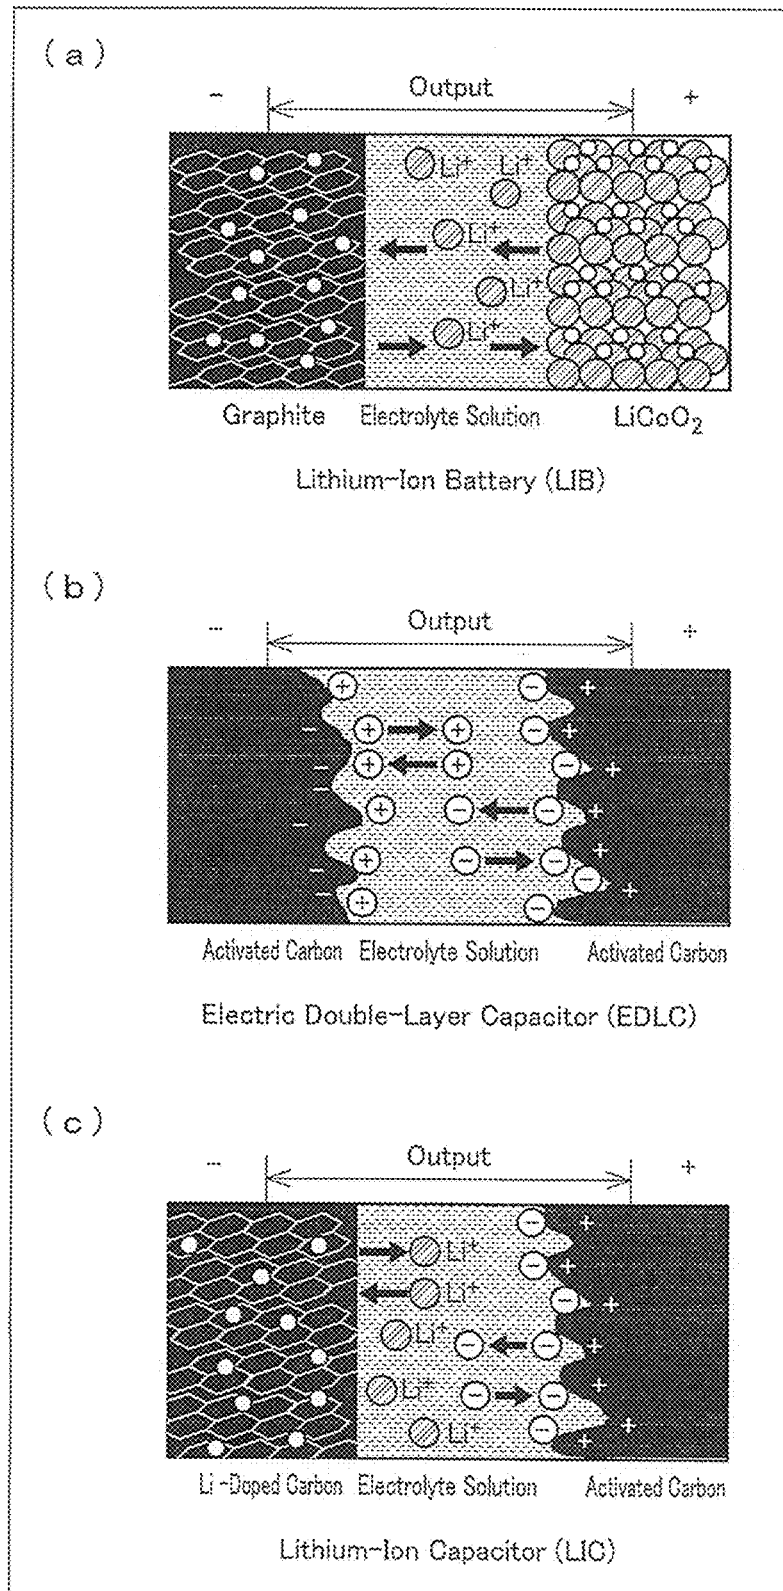 (a)
− Output +
Li⁺ Li⁺
Li⁺
Li⁺
Li⁺
Graphite Electrolyte Solution LiCoO₂
Lithium-Ion Battery (LIB)
(b)
− Output +
+ − +
− + + − +
− + + − +
− + − − +
− + − − +
− + − +
Activated Carbon Electrolyte Solution Activated Carbon
Electric Double-Layer Capacitor (EDLC)
(c)
− Output +
− +
Li⁺ − +
Li⁺ − +
Li⁺ − − +
Li⁺ − − +
Li⁺ − +
Li-Doped Carbon Electrolyte Solution Activated Carbon
Lithium-Ion Capacitor (LIC)